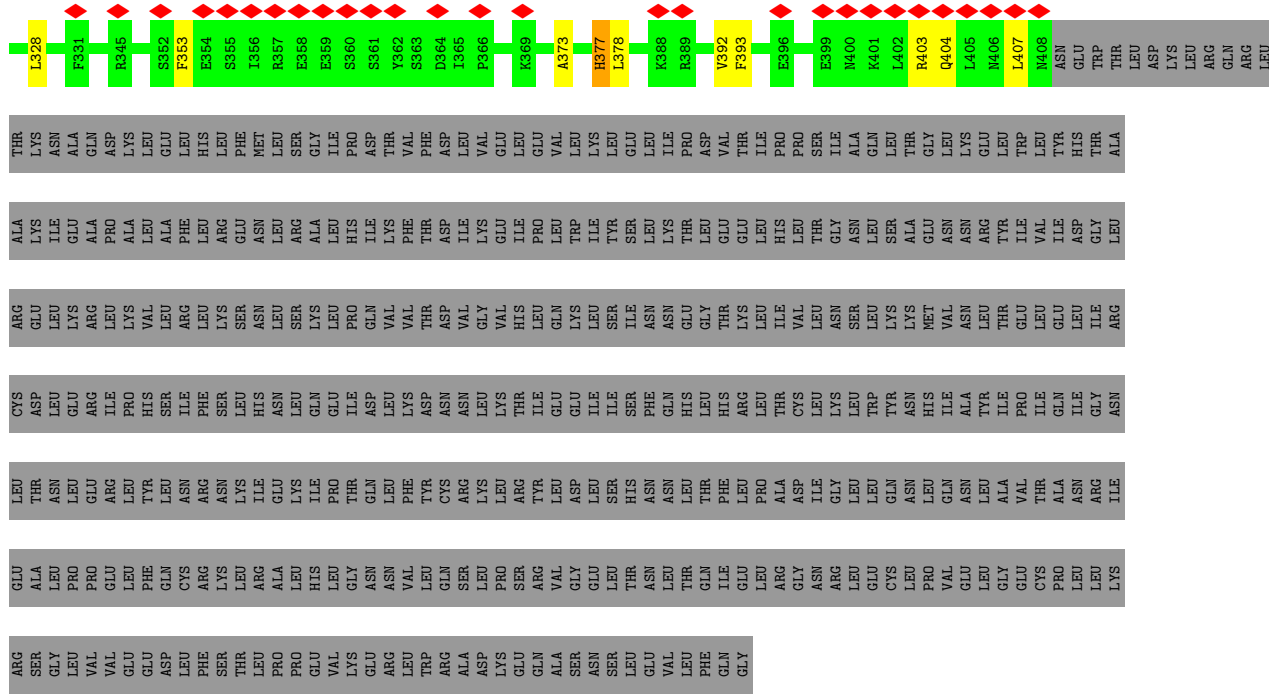 L328 F331 R345 S352 F353 E354 S355 I356 R357 E358 E359 S360 S361 Y362 S363 D364 I365 P366 K369 A373 H377 L378 K388 R389 V392 F393 E396 E399 N400 K401 L402 R403 Q404 L405 N406 L407 N408 ASN GLU TRP THR LEU ASP LYS LEU ARG GLN ARG LEU
THR LYS ASN ALA GLN ASP LYS LEU GLU LEU HIS LEU PHE MET LEU SER GLY ILE PRO ASP THR VAL PHE ASP LEU VAL GLU LEU GLU VAL LEU LYS LEU GLU LEU ILE PRO ASP VAL THR ILE PRO PRO SER ILE ALA GLN LEU THR GLY LEU LYS GLU LEU TRP LEU TYR HIS THR ALA
ALA LYS ILE GLU ALA PRO ALA LEU ALA PHE LEU ARG GLU ASN LEU ARG ALA LEU HIS ILE LYS PHE THR ASP ILE LYS GLU ILE PRO LEU TRP ILE TYR SER LEU LYS THR LEU GLU GLU LEU HIS LEU THR GLY ASN LEU SER ALA GLU ASN ASN ARG TYR ILE VAL ILE ASP GLY LEU
ARG GLU LEU LYS ARG LEU LYS VAL LEU ARG LEU LYS SER ASN LEU SER LYS LEU PRO GLN VAL VAL THR ASP VAL GLY VAL HIS LEU GLN LYS LEU SER ILE ASN ASN GLU GLY THR LYS LEU ILE VAL LEU ASN SER LEU LYS LYS MET VAL ASN LEU THR GLU LEU GLU LEU ILE ARG
CYS ASP LEU GLU ARG ILE PRO HIS SER ILE PHE SER LEU HIS ASN LEU GLN GLU ILE ASP LEU LYS ASP ASN ASN LEU LYS THR ILE GLU GLU ILE ILE SER PHE GLN HIS LEU HIS ARG LEU THR CYS LEU LYS LEU TRP TYR ASN HIS ILE ALA TYR ILE PRO ILE GLN ILE GLY ASN
LEU THR ASN LEU GLU ARG LEU TYR LEU ASN ARG ASN LYS ILE GLU LYS ILE PRO THR GLN LEU PHE TYR CYS ARG LYS LEU ARG TYR LEU ASP LEU SER HIS ASN ASN LEU THR PHE LEU PRO ALA ASP ILE GLY LEU LEU GLN ASN LEU GLN ASN LEU ALA VAL THR ALA ASN ARG ILE
GLU ALA LEU PRO PRO GLU LEU PHE GLN CYS ARG LYS LEU ARG ALA LEU HIS LEU GLY ASN ASN VAL LEU GLN SER LEU PRO SER ARG VAL GLY GLU LEU THR ASN LEU THR GLN ILE GLU LEU ARG GLY ASN ARG LEU GLU CYS LEU PRO VAL GLU LEU GLY GLU CYS PRO LEU LEU LYS
ARG SER GLY LEU VAL VAL GLU GLU ASP LEU PHE SER THR LEU PRO PRO GLU VAL LYS GLU ARG LEU TRP ARG ALA ASP LYS GLU GLN ALA SER ASN SER LEU GLU VAL LEU PHE GLN GLY